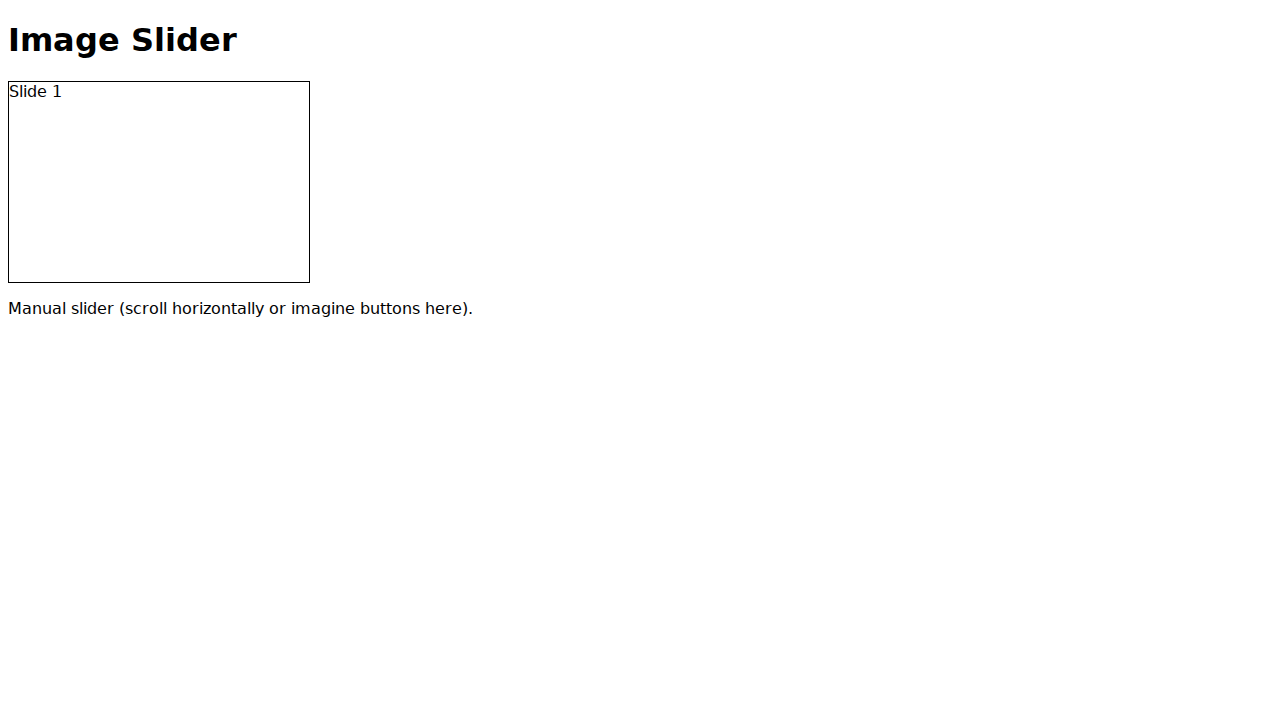 Image Slider
Slide 1
Manual slider (scroll horizontally or imagine buttons here).